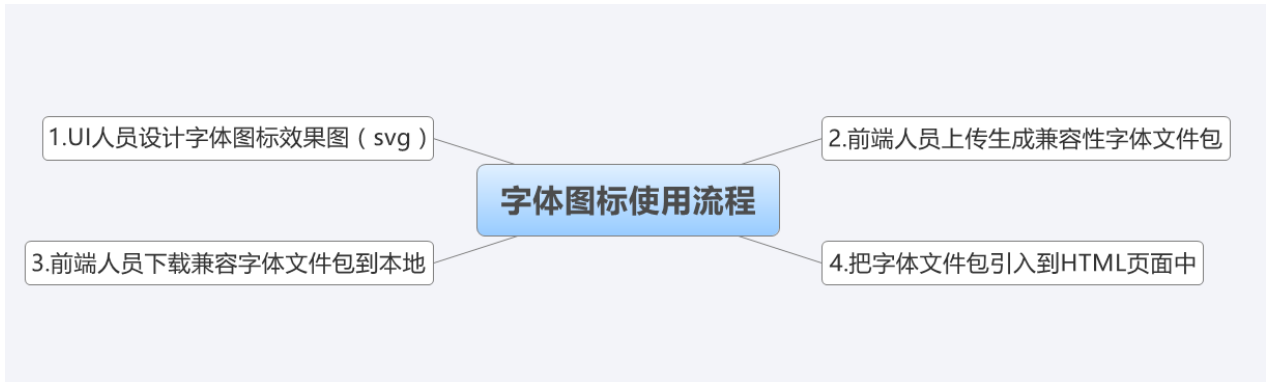 1.UI人员设计字体图标效果图（svg）
2.前端人员上传生成兼容性字体文件包
字体图标使用流程
3.前端人员下载兼容字体文件包到本地
4.把字体文件包引入到HTML页面中